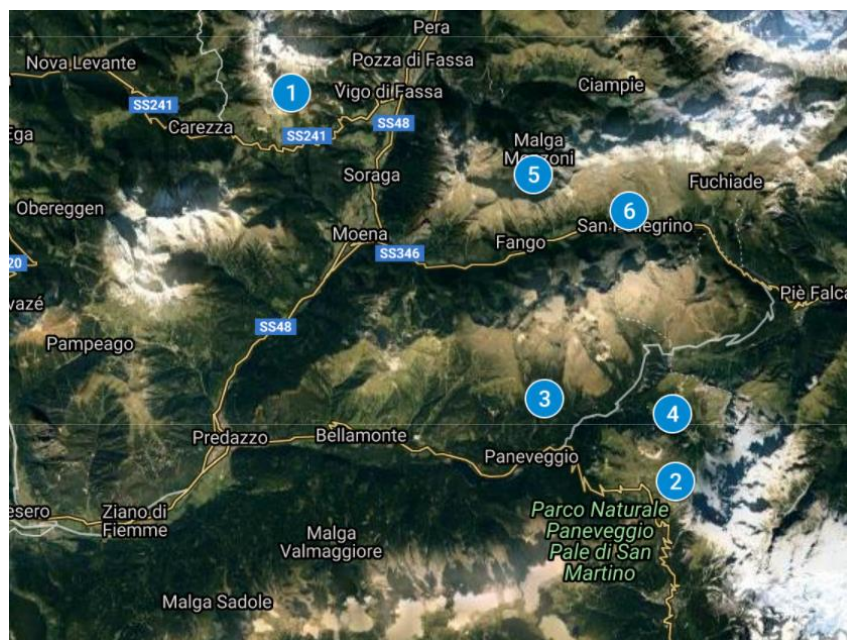 Pera
Nova Levante
Pozza di Fassa
Ciampie
1
Vigo di Fassa
SS241
SS48
Carezza
SS241
Ega
Malga
5
Soraga
Fuchiade
Obereggen
6
Moena
Fango
SS346
20
vazé
Piè Falca
SS48
Pampeago
3
4
Predazzo
Bellamonte
Paneveggio
2
esero
Ziano di
Fiemme
Parco Naturale
Paneveggio
Pale di San
Martino
Malga
Valmaggiore
Malga Sadole